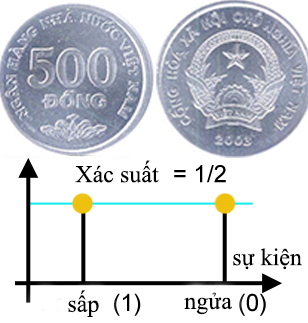 NGÂN HÀNG NHÀ NƯỚC VIỆT NAM
500
ĐỒNG
CỘNG HÒA XÃ HỘI CHỦ NGHĨA VIỆT NAM
2003
Xác suất = 1/2
sự kiện
sấp (1) ngửa (0)